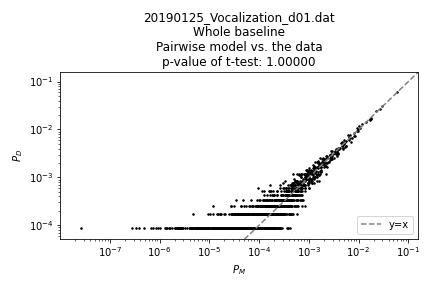 20190125_Vocalization_d01.dat
Whole baseline
Pairwise model vs. the data
p-value of t-test: 1.00000
10⁻¹
10⁻²
10⁻³
10⁻⁴
P_D
y=x
10⁻⁷ 10⁻⁶ 10⁻⁵ 10⁻⁴ 10⁻³ 10⁻² 10⁻¹
P_M